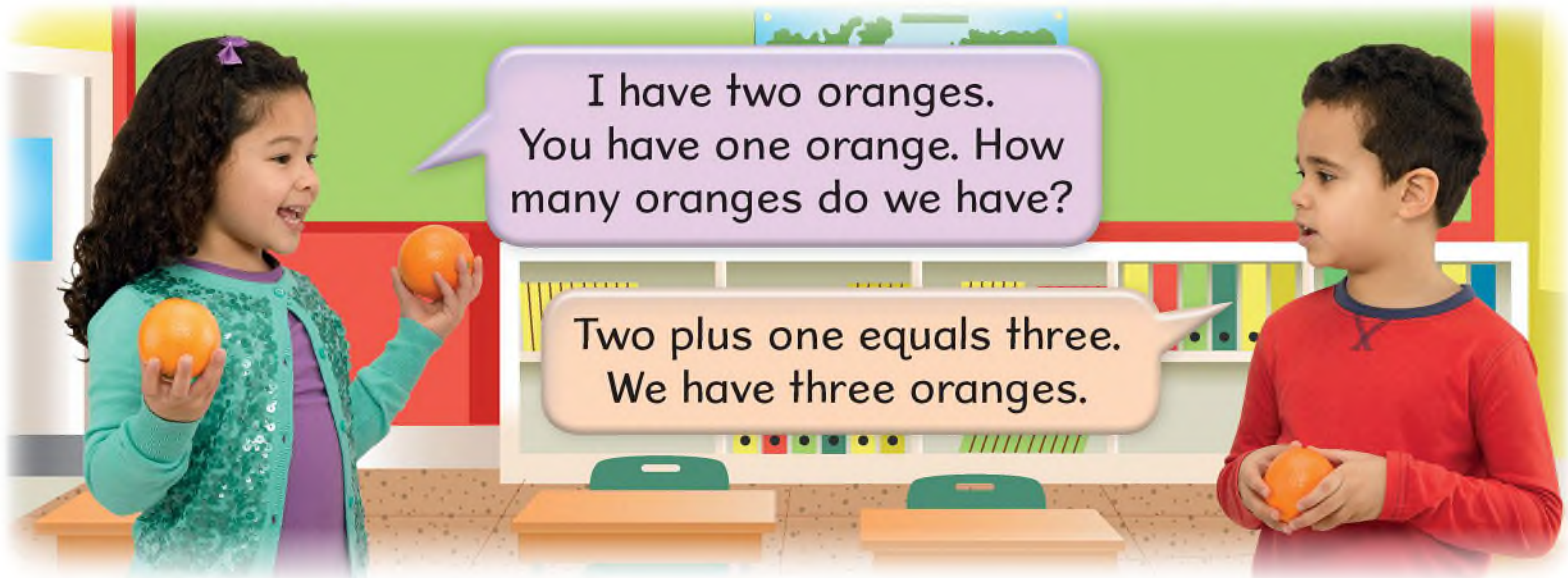 I have two oranges.
You have one orange. How
many oranges do we have?
Two plus one equals three.
We have three oranges.